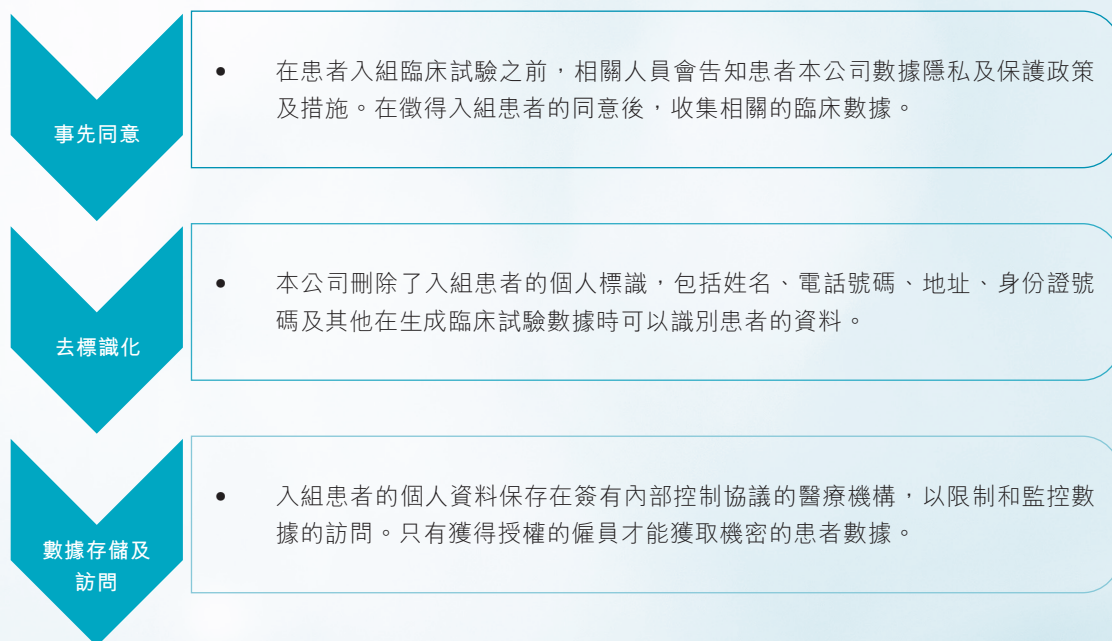 事先同意
• 在患者入組臨床試驗之前，相關人員會告知患者本公司數據隱私及保護政策
及措施。在徵得入組患者的同意後，收集相關的臨床數據。
去標識化
• 本公司刪除了入組患者的個人標識，包括姓名、電話號碼、地址、身份證號
碼及其他在生成臨床試驗數據時可以識別患者的資料。
數據存儲及
訪問
• 入組患者的個人資料保存在簽有內部控制協議的醫療機構，以限制和監控數
據的訪問。只有獲得授權的僱員才能獲取機密的患者數據。